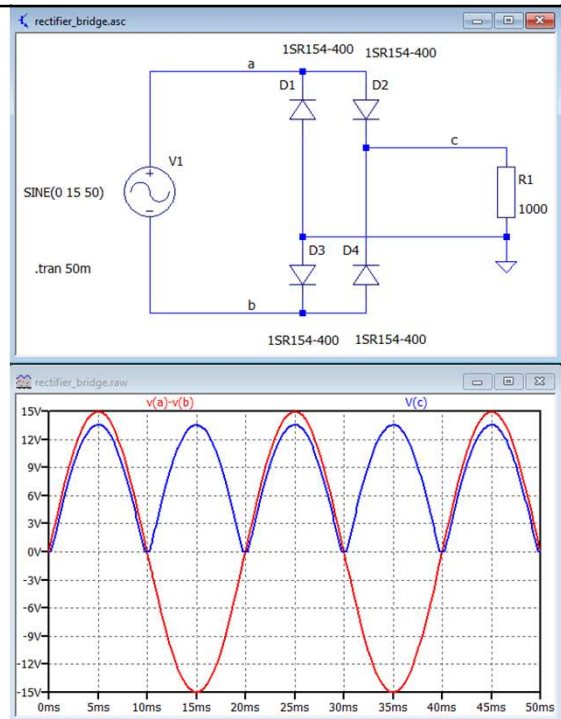 rectifier_bridge.asc
1SR154-400 1SR154-400
a
D1 D2
c
V1
R1
SINE(0 15 50)
1000
D3 D4
.tran 50m
b
1SR154-400 1SR154-400
rectifier_bridge.raw
v(a)-v(b) V(c)
15V
12V
9V
6V
3V
0V
-3V
-6V
-9V
-12V
-15V
0ms 5ms 10ms 15ms 20ms 25ms 30ms 35ms 40ms 45ms 50ms